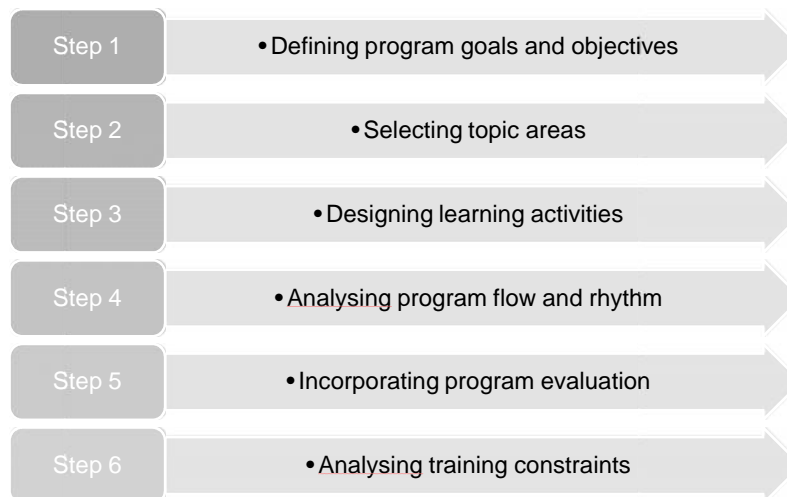 Step 1
•Defining program goals and objectives
Step 2
•Selecting topic areas
Step 3
•Designing learning activities
Step 4
•Analysing program flow and rhythm
Step 5
•Incorporating program evaluation
Step 6
•Analysing training constraints